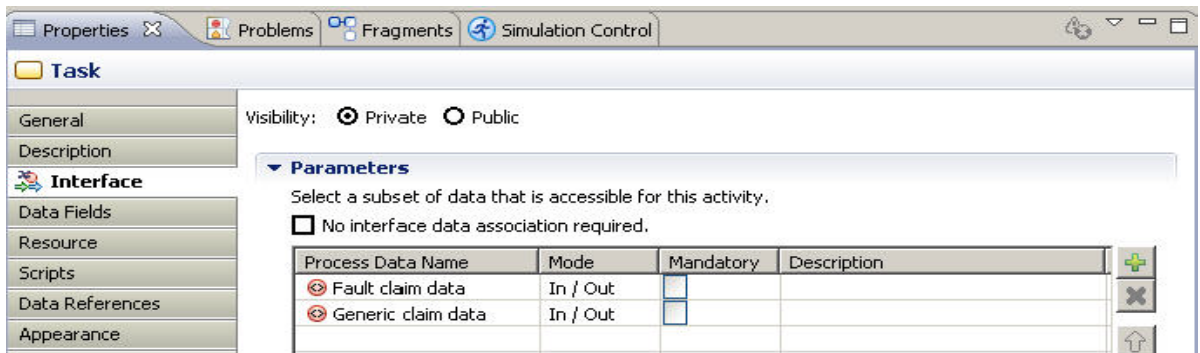 Properties Problems Fragments Simulation Control
Task
General
Description
Interface
Data Fields
Resource
Scripts
Data References
Appearance
Visibility: Private Public
Parameters
Select a subset of data that is accessible for this activity.
No interface data association required.
Process Data Name Mode Mandatory Description
Fault claim data In / Out
Generic claim data In / Out